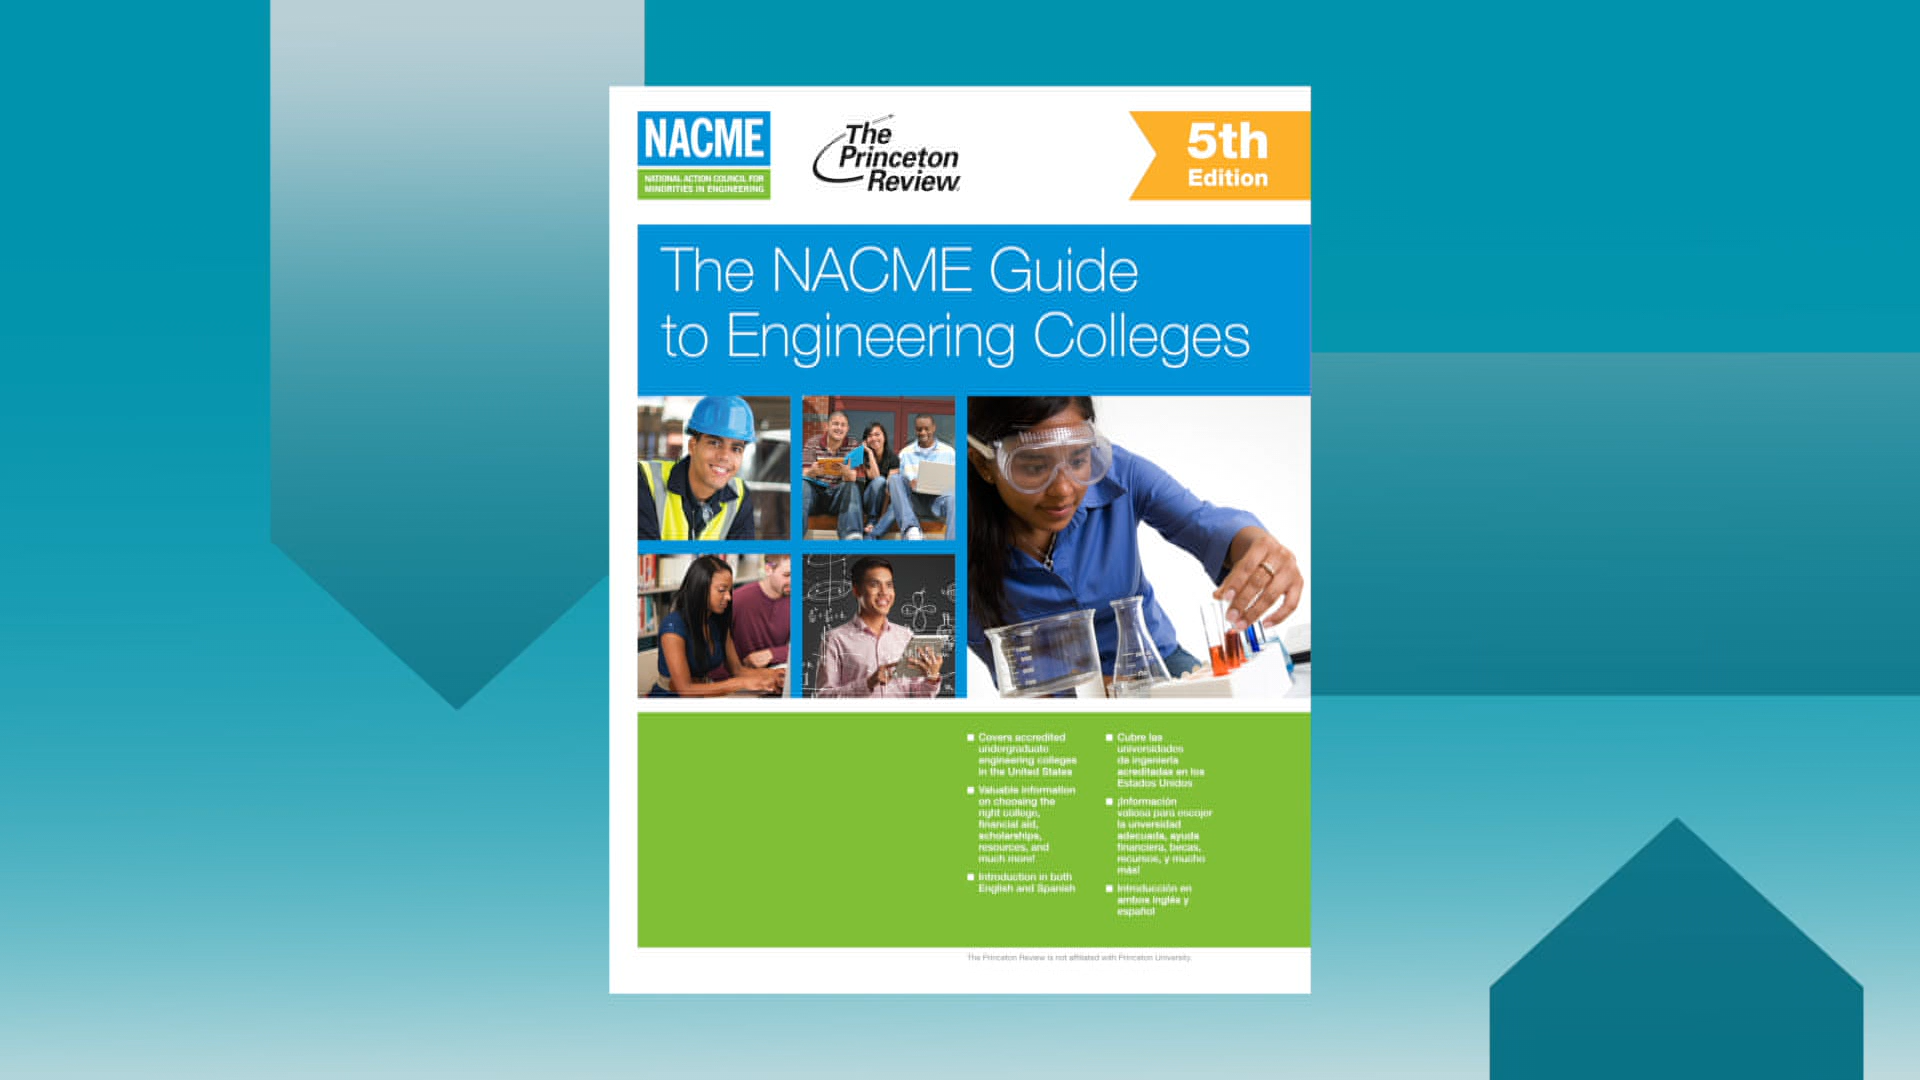 NACME
NATIONAL ACTION COUNCIL FOR
MINORITIES IN ENGINEERING
The
Princeton
Review
5th
Edition
The NACME Guide
to Engineering Colleges
Covers accredited
undergraduate
engineering colleges
in the United States
Valuable information
on choosing the
right college,
financial aid,
scholarships,
resources, and
much more!
Introduction in both
English and Spanish
Cubre las
universidades
de ingeniería
acreditadas en los
Estados Unidos
¡Información
valiosa para escojer
la unversidad
adecuada, ayuda
financiera, becas,
recursos, y mucho
más!
Introducción en
ambos inglés y
español
The Princeton Review is not affiliated with Princeton University.